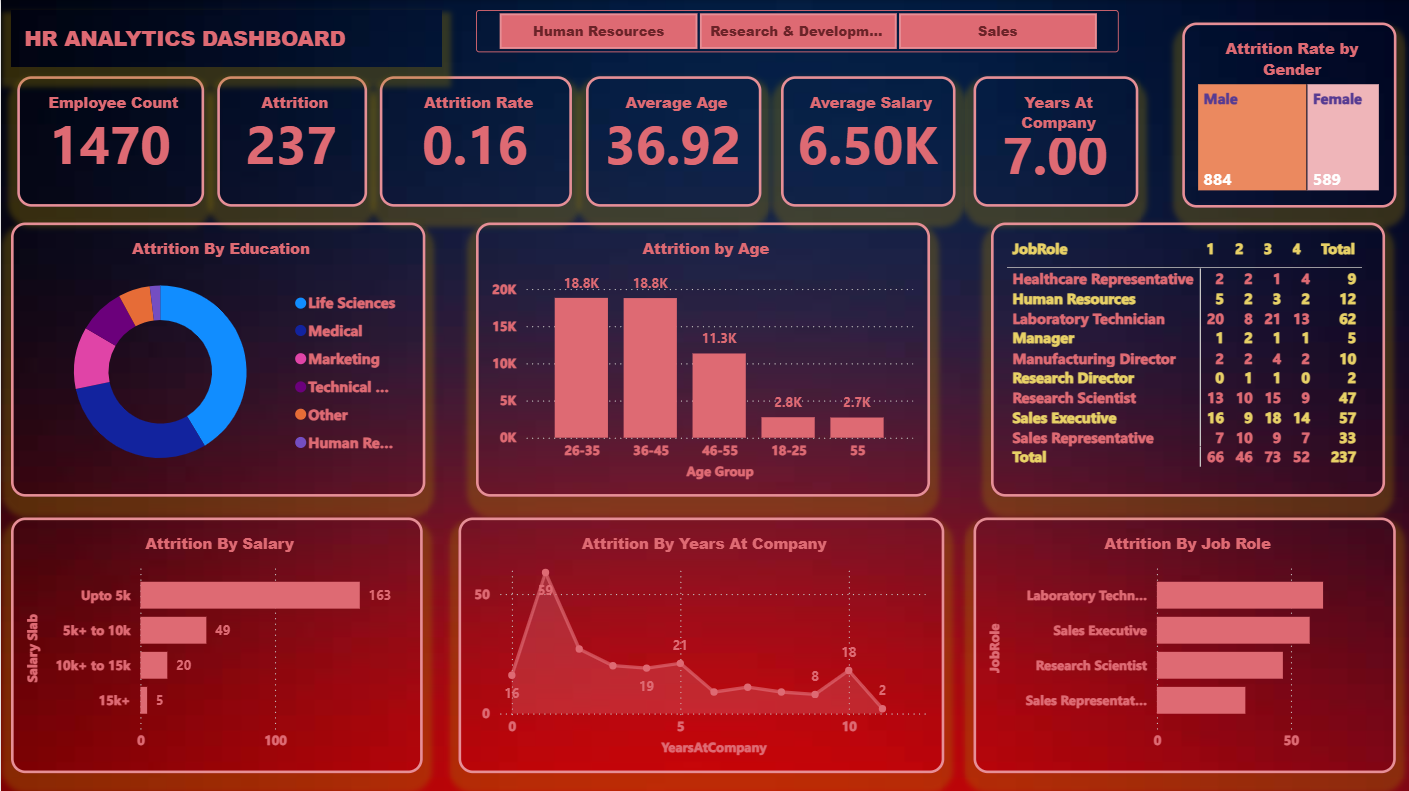 HR ANALYTICS DASHBOARD
Human Resources
Research & Developm...
Sales
Employee Count
1470
Attrition
237
Attrition Rate
0.16
Average Age
36.92
Average Salary
6.50K
Years At
Company
7.00
Attrition Rate by
Gender
Male
Female
884
589
Attrition By Education
Life Sciences
Medical
Marketing
Technical ...
Other
Human Re...
Attrition by Age
20K
15K
10K
5K
0K
18.8K
18.8K
11.3K
2.8K
2.7K
26-35
36-45
46-55
18-25
55
Age Group
JobRole 1 2 3 4 Total
Healthcare Representative 2 2 1 4 9
Human Resources 5 2 3 2 12
Laboratory Technician 20 8 21 13 62
Manager 1 2 1 1 5
Manufacturing Director 2 2 4 2 10
Research Director 0 1 1 0 2
Research Scientist 13 10 15 9 47
Sales Executive 16 9 18 14 57
Sales Representative 7 10 9 7 33
Total 66 46 73 52 237
Attrition By Salary
Salary Slab
Upto 5k 163
5k+ to 10k 49
10k+ to 15k 20
15k+ 5
0 100
Attrition By Years At Company
50
0
16
59
19
21
8
18
2
0 5 10
YearsAtCompany
Attrition By Job Role
JobRole
Laboratory Techn...
Sales Executive
Research Scientist
Sales Representat...
0 50